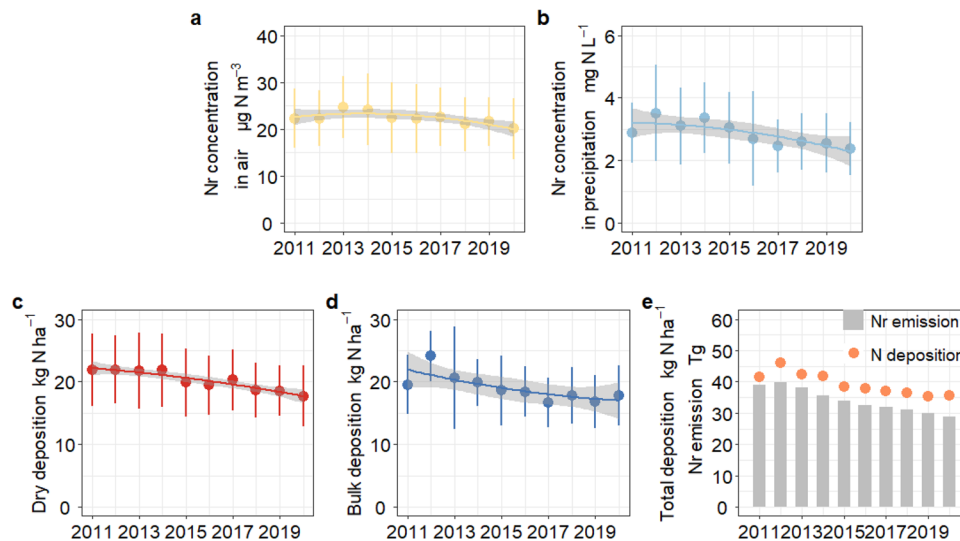 a
Nr concentration
in air µg N m⁻³
40
30
20
10
0
2011 2013 2015 2017 2019
b
Nr concentration
in precipitation mg N L⁻¹
6
4
2
0
2011 2013 2015 2017 2019
c
Dry deposition kg N ha⁻¹
30
20
10
0
2011 2013 2015 2017 2019
d
Bulk deposition kg N ha⁻¹
30
20
10
0
2011 2013 2015 2017 2019
e
Total deposition kg N ha⁻¹
Nr emission Tg
60
50
40
30
20
10
0
Nr emission
N deposition
2011 2013 2015 2017 2019